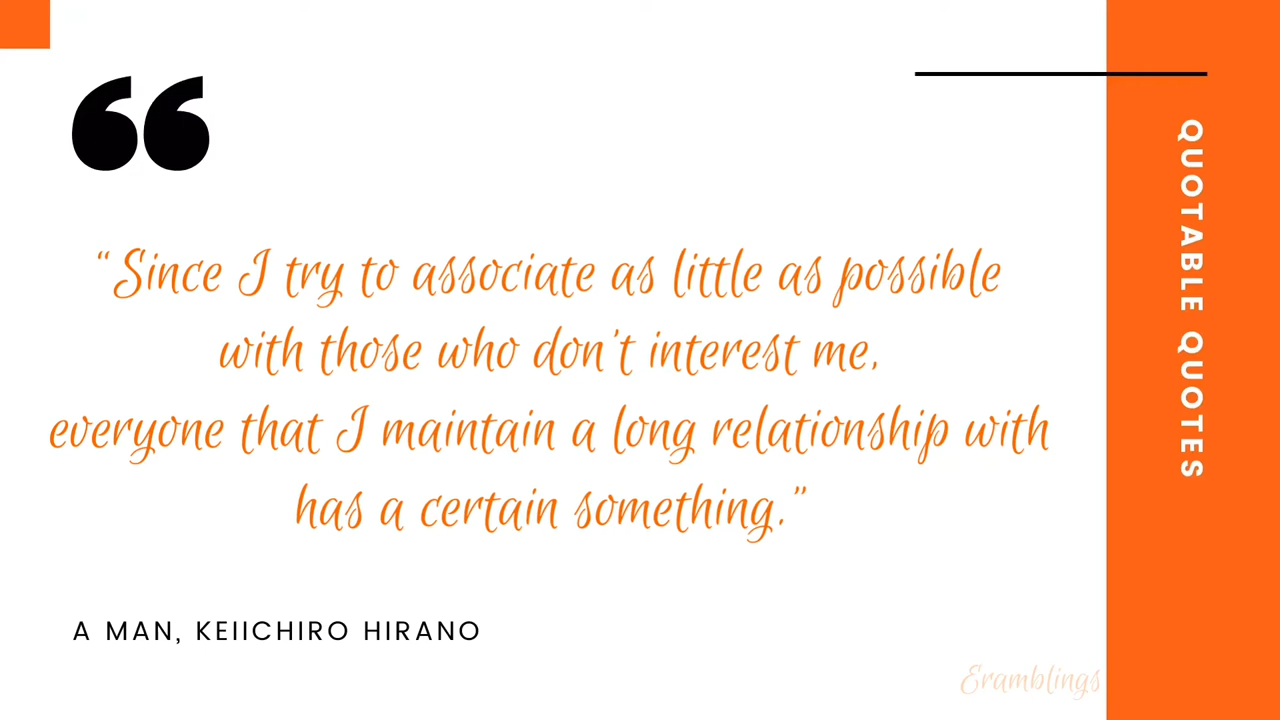 “Since I try to associate as little as possible
with those who don't interest me,
everyone that I maintain a long relationship with
has a certain something.”
A MAN, KEIICHIRO HIRANO
QUOTABLE QUOTES
Eramblings